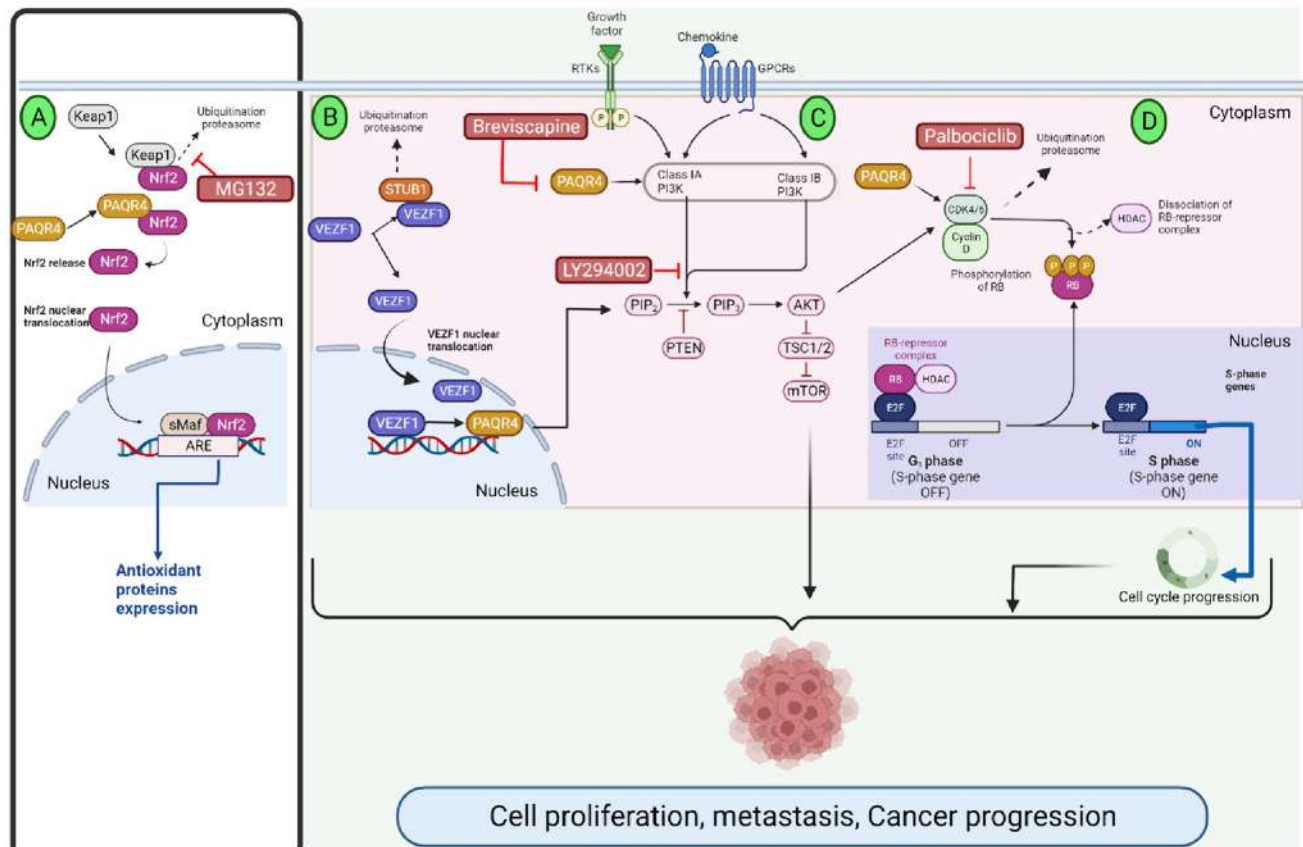 Growth
factor
RTKs
P
P
Chemokine
GPCRs
A
Keap1
Ubiquitination
proteasome
Keap1
Nrf2
MG132
PAQR4
PAQR4
Nrf2
Nrf2 release
Nrf2
Nrf2 nuclear
translocation
Nrf2
Cytoplasm
sMaf
Nrf2
ARE
Nucleus
Antioxidant
proteins
expression
B
Ubiquitination
proteasome
STUB1
VEZF1
VEZF1
VEZF1
VEZF1 nuclear
translocation
VEZF1
VEZF1
PAQR4
Nucleus
C
Breviscapine
PAQR4
Class IA
PI3K
Class IB
PI3K
LY294002
PIP₂
PIP₃
AKT
PTEN
TSC1/2
mTOR
D
Cytoplasm
Palbociclib
Ubiquitination
proteasome
PAQR4
CDK4/6
Cyclin
D
Dissociation of
RB-repressor
complex
HDAC
Phosphorylation
of RB
P
P
P
RB
Nucleus
RB-repressor
complex
RB
HDAC
E2F
E2F
site
OFF
G₁ phase
(S-phase gene
OFF)
S-phase
genes
E2F
E2F
site
ON
S phase
(S-phase gene
ON)
Cell cycle progression
Cell proliferation, metastasis, Cancer progression